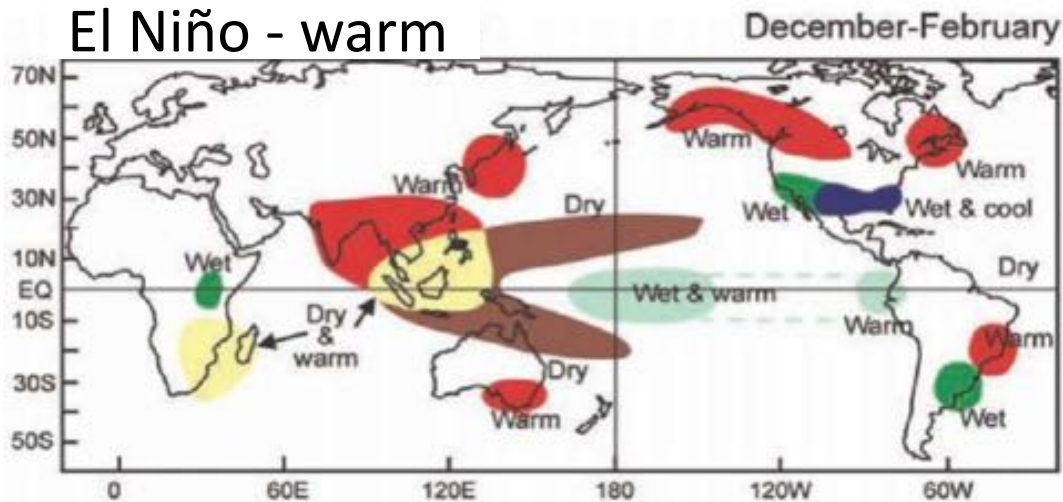 El Niño - warm
December-February
70N
50N
30N
10N
EQ
10S
30S
50S
0
60E
120E
180
120W
60W
Warm
Warm
Warm
Dry
Wet
Wet & cool
Wet
Dry
Wet & warm
Dry
&
warm
Warm
Warm
Dry
Warm
Wet